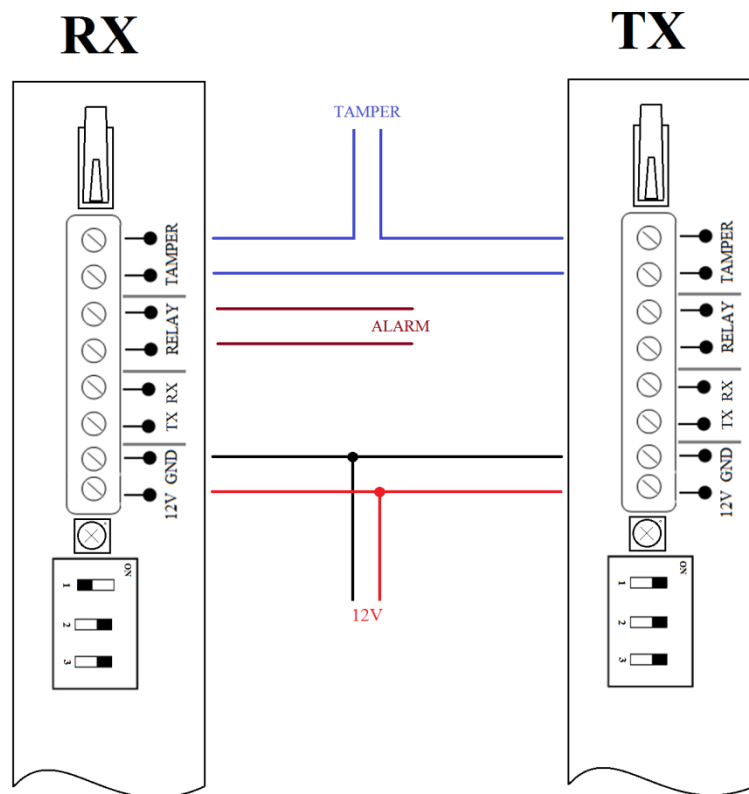 RX
TX
TAMPER
TAMPER
RELAY
TX RX
12V GND
ON
1
2
3
ALARM
12V
TAMPER
RELAY
TX RX
12V GND
ON
1
2
3